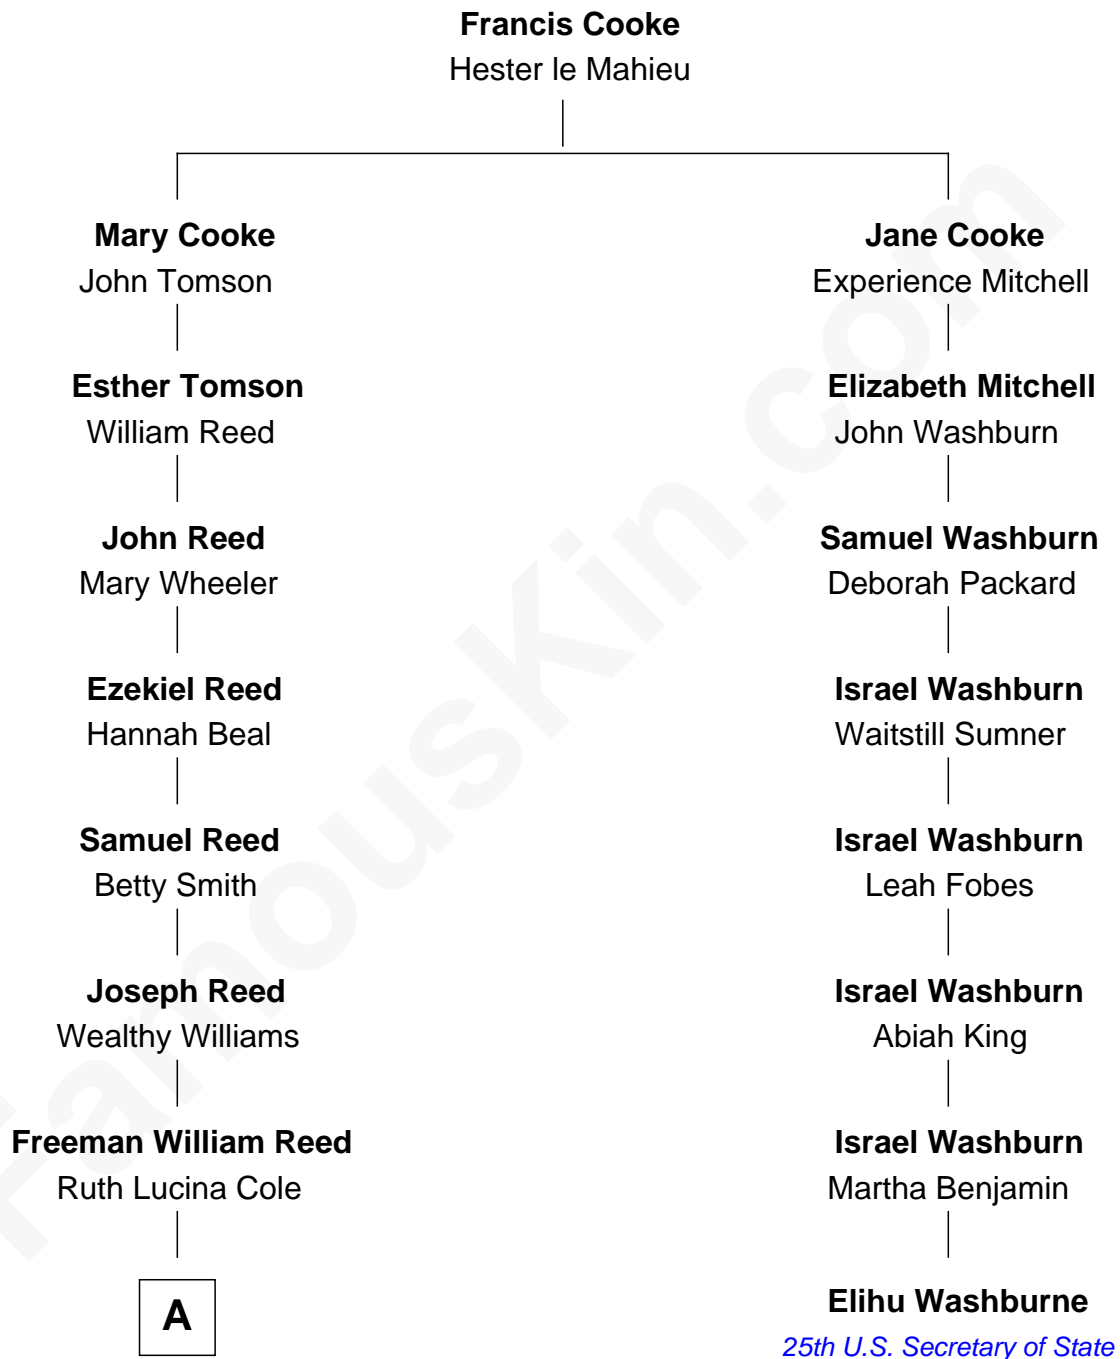 Francis Cooke
Hester le Mahieu
Mary Cooke
John Tomson
Jane Cooke
Experience Mitchell
Esther Tomson
William Reed
Elizabeth Mitchell
John Washburn
John Reed
Mary Wheeler
Samuel Washburn
Deborah Packard
Ezekiel Reed
Hannah Beal
Israel Washburn
Waitstill Sumner
Samuel Reed
Betty Smith
Israel Washburn
Leah Fobes
Joseph Reed
Wealthy Williams
Israel Washburn
Abiah King
Freeman William Reed
Ruth Lucina Cole
Israel Washburn
Martha Benjamin
A
Elihu Washburne
25th U.S. Secretary of State
FamousKin.com